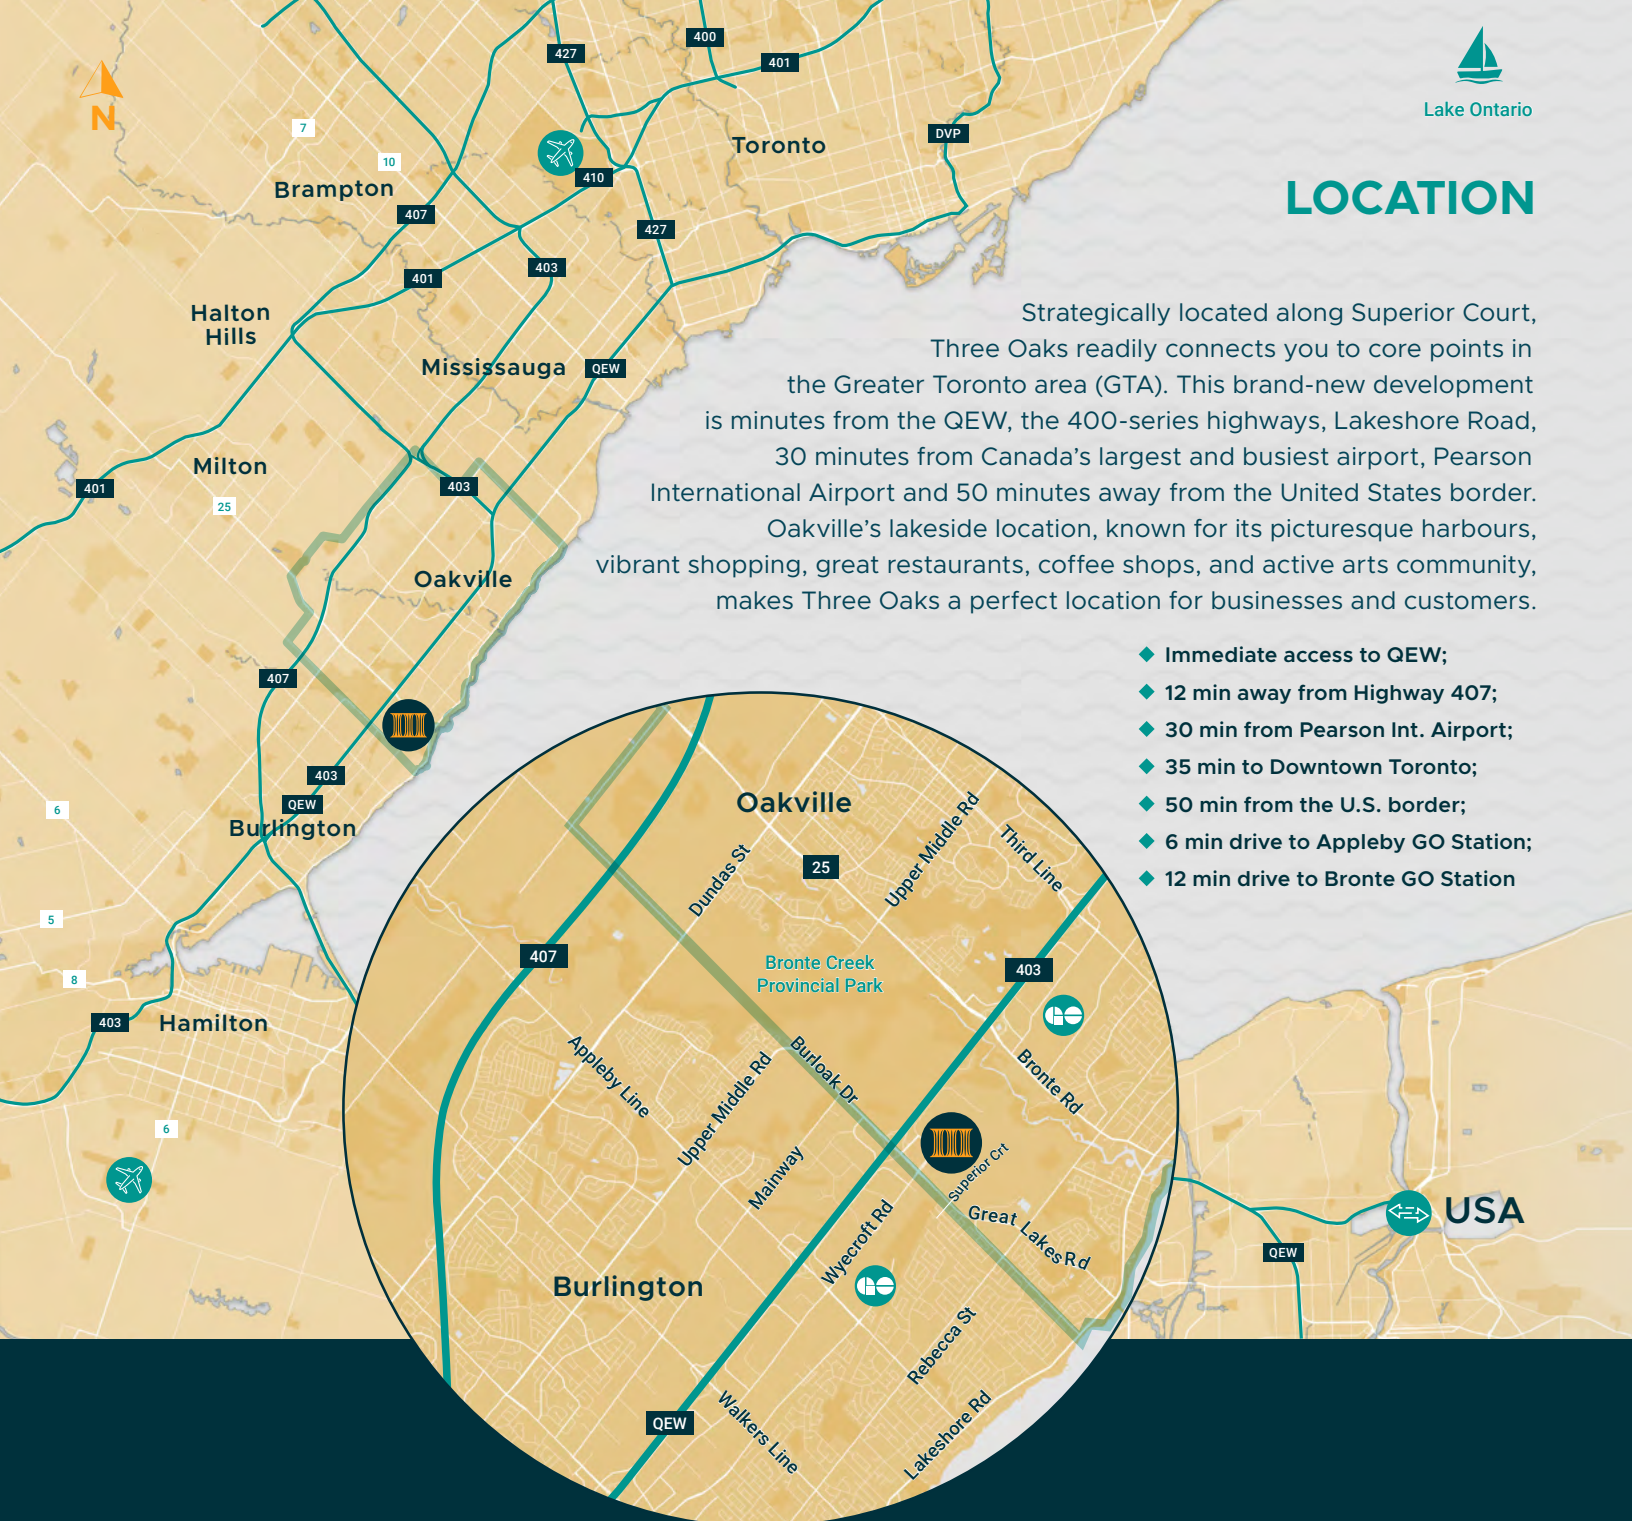 427
400
401
Lake Ontario
N
7
DVP
Toronto
10
410
Brampton
LOCATION
407
427
403
401
Halton
Hills
Mississauga
QEW
Strategically located along Superior Court,
Three Oaks readily connects you to core points in
the Greater Toronto area (GTA). This brand-new development
is minutes from the QEW, the 400-series highways, Lakeshore Road,
30 minutes from Canada’s largest and busiest airport, Pearson
International Airport and 50 minutes away from the United States border.
Oakville’s lakeside location, known for its picturesque harbours,
vibrant shopping, great restaurants, coffee shops, and active arts community,
makes Three Oaks a perfect location for businesses and customers.
Milton
401
403
25
Oakville
407
403
QEW
6
Burlington
5
8
403
Hamilton
6
Immediate access to QEW;
12 min away from Highway 407;
30 min from Pearson Int. Airport;
35 min to Downtown Toronto;
50 min from the U.S. border;
6 min drive to Appleby GO Station;
12 min drive to Bronte GO Station
Oakville
Upper Middle Rd
Third Line
Dundas St
25
407
Bronte Creek
Provincial Park
403
GO
Appleby Line
Upper Middle Rd
Burloak Dr
Bronte Rd
Mainway
Superior Crt
Great Lakes Rd
Wyecroft Rd
GO
Burlington
Rebecca St
QEW
Walkers Line
Lakeshore Rd
USA
QEW